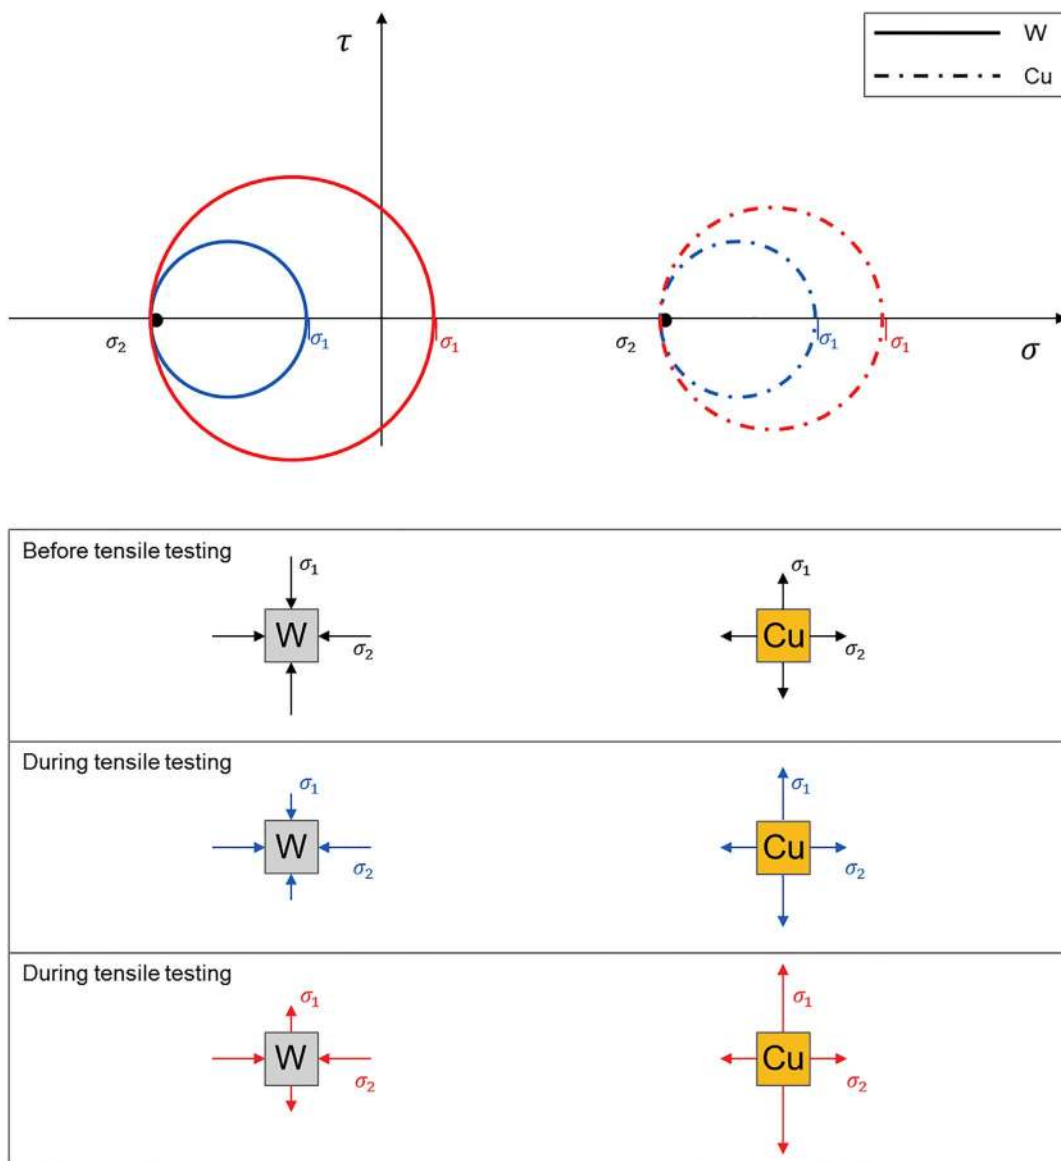 τ
W
Cu
σ₂
σ₁
σ₁
σ₂
σ₁
σ₁
σ
Before tensile testing
σ₁
W
σ₂
σ₁
Cu
σ₂
During tensile testing
σ₁
W
σ₂
σ₁
Cu
σ₂
During tensile testing
σ₁
W
σ₂
σ₁
Cu
σ₂